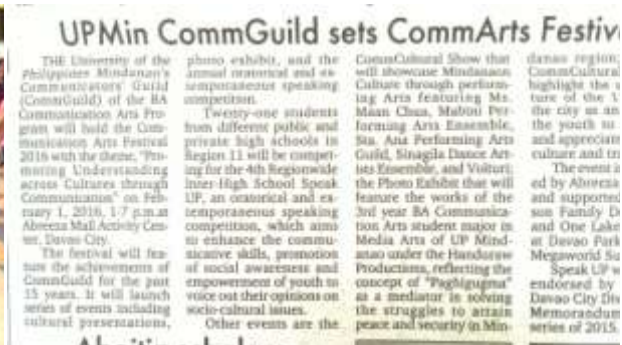 UPMin CommGuild sets CommArts Festiv
THE University of the
Philippines Mindanao's
Communicators' Guild
(CommGuild) of the BA
Communication Arts Pro-
gram will hold the Com-
munication Arts Festival
2016 with the theme, "Pro-
moting Understanding
across Cultures through
Communication" on Feb-
ruary 1, 2016, 1-7 p.m.at
Abreeza Mall Activity Cen-
ter, Davao City.
The festival will fea-
ture the achievements of
CommGuild for the past
15 years. It will launch
series of events including
cultural presentations,
photo exhibit, and the
annual oratorical and ex-
temporaneous speaking
competition.
Twenty-one students
from different public and
private high schools in
Region 11 will be compet-
ing for the 4th Regionwide
Inter-High School Speak
UP, an oratorical and ex-
temporaneous speaking
competition, which aims
to enhance the commu-
nicative skills, promotion
of social awareness and
empowerment of youth to
voice out their opinions on
socio-cultural issues.
Other events are the
CommCultural Show that
will showcase Mindanaon
Culture through perform-
ing Arts featuring Ms.
Maan Chua, Mabou Per-
forming Arts Ensemble,
Sta. Ana Performing Arts
Guild, Sinagila Dance Art-
ists Ensemble, and Volturi;
the Photo Exhibit that will
feature the works of the
3rd year BA Communica-
tion Arts student major in
Media Arts of UP Mind-
anao under the
Productions, reflecting the
concept of "Paghigugma"
as a mediator in solving
the struggles to attain
peace and security in Min-
danao region;
CommCultural
highlight the
ture of the
the city as an
the youth to
and appreciate
culture and
The event is
ed by Abreeza
and supported
son Family D
and One Lake
at Davao Park
Megaworld
Speak UP w
endorsed by
Davao City Div
Memorandum
series of 2015.